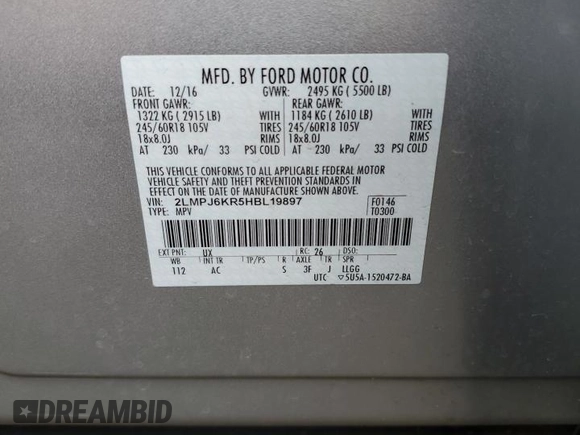 MFD. BY FORD MOTOR CO.
DATE: 12/16 GVWR: 2495 KG ( 5500 LB)
FRONT GAWR: REAR GAWR:
1322 KG ( 2915 LB) WITH 1184 KG ( 2610 LB) WITH
245/60R18 105V TIRES 245/60R18 105V TIRES
18x8.0J RIMS 18x8.0J RIMS
AT 230 kPa/ 33 PSI COLD AT 230 kPa/ 33 PSI COLD
THIS VEHICLE CONFORMS TO ALL APPLICABLE FEDERAL MOTOR
VEHICLE SAFETY AND THEFT PREVENTION STANDARDS IN
EFFECT ON THE DATE OF MANUFACTURE SHOWN ABOVE.
VIN: 2LMPJ6KR5HBL19897 F0146
TYPE: MPV T0300
EXT PNT: UX RC: 26 DSO:
WB INT TR TP/PS R AXLE TR SPR
112 AC S 3F J LLGG
UTC ▽5U5A-1520472-BA
DREAMBID